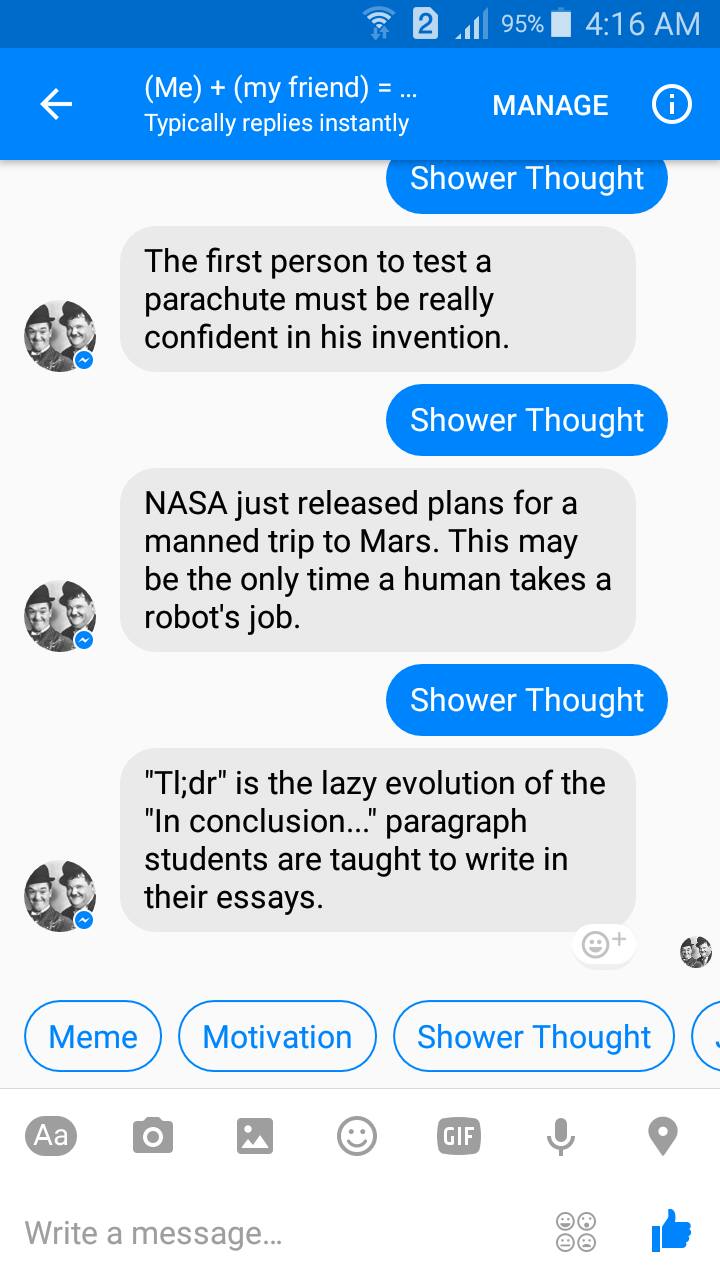 2 95% 4:16 AM
(Me) + (my friend) = ...
Typically replies instantly
MANAGE
Shower Thought
The first person to test a
parachute must be really
confident in his invention.
Shower Thought
NASA just released plans for a
manned trip to Mars. This may
be the only time a human takes a
robot's job.
Shower Thought
"Tl;dr" is the lazy evolution of the
"In conclusion..." paragraph
students are taught to write in
their essays.
Meme Motivation Shower Thought
Aa GIF
Write a message...